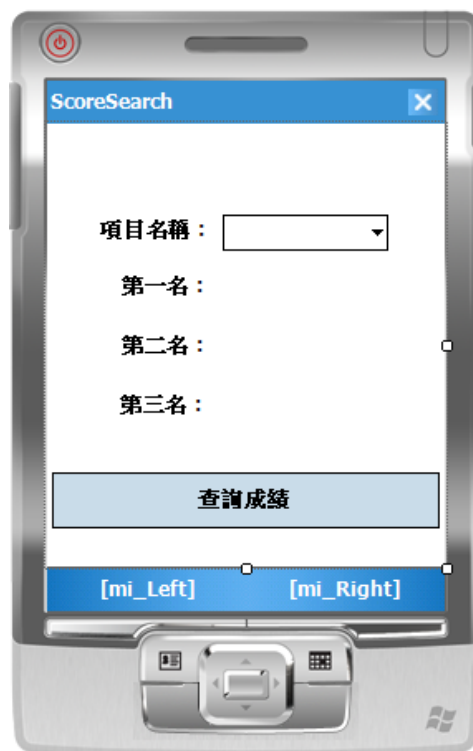 ScoreSearch
項目名稱：
第一名：
第二名：
第三名：
查詢成績
[mi_Left] [mi_Right]